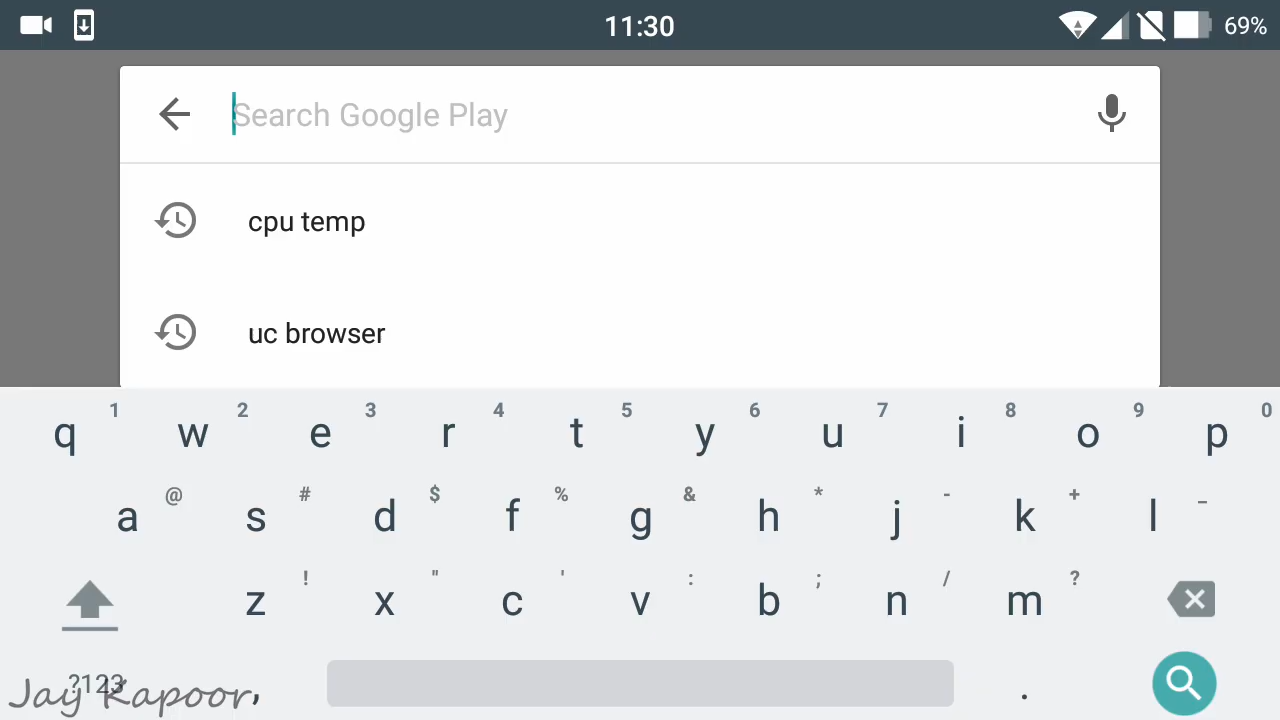 11:30
69%
Search Google Play
cpu temp
uc browser
q 1 w 2 e 3 r 4 t 5 y 6 u 7 i 8 o 9 p 0
a @ s # d $ f % g & h * j - k + l _
z ! x " c ' v : b ; n / m ?
?123 , .
Jay Kapoor